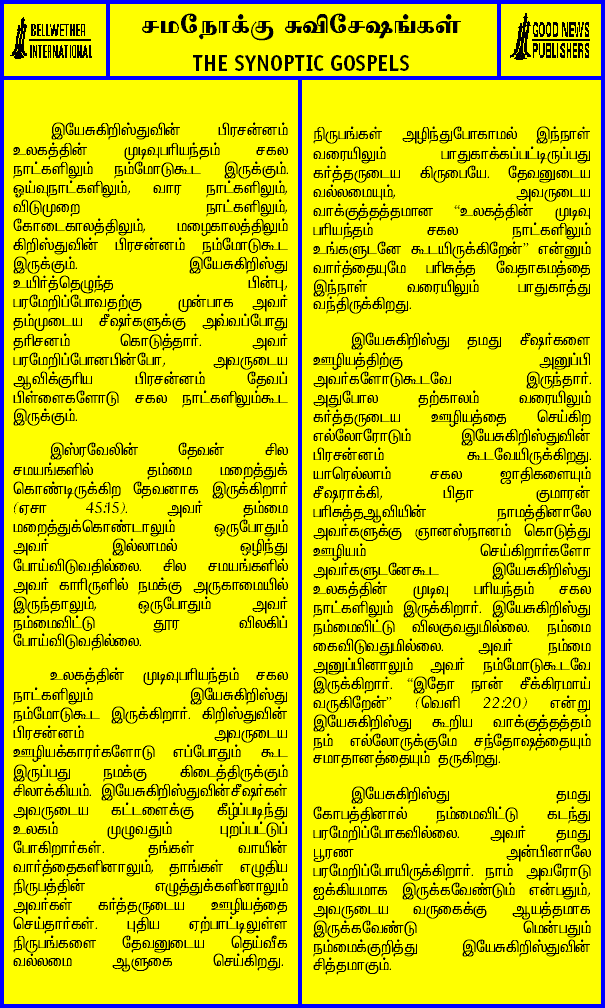 BELLWETHER
INTERNATIONAL
சமநோக்கு சுவிசேஷங்கள்
THE SYNOPTIC GOSPELS
GOOD NEWS
PUBLISHERS
இயேசுகிறிஸ்துவின் பிரசன்னம்
உலகத்தின் முடிவுபரியந்தம் சகல
நாட்களிலும் நம்மோடுகூட இருக்கும்.
ஓய்வுநாட்களிலும், வார நாட்களிலும்,
விடுமுறை நாட்களிலும்,
கோடைகாலத்திலும், மழைகாலத்திலும்
கிறிஸ்துவின் பிரசன்னம் நம்மோடுகூட
இருக்கும். இயேசுகிறிஸ்து
உயிர்த்தெழுந்த பின்பு,
பரமேறிப்போவதற்கு முன்பாக அவர்
தம்முடைய சீஷர்களுக்கு அவ்வப்போது
தரிசனம் கொடுத்தார். அவர்
பரமேறிப்போனபின்போ, அவருடைய
ஆவிக்குரிய பிரசன்னம் தேவப்
பிள்ளைகளோடு சகல நாட்களிலும்கூட
இருக்கும்.
இஸ்ரவேலின் தேவன் சில
சமயங்களில் தம்மை மறைத்துக்
கொண்டிருக்கிற தேவனாக இருக்கிறார்
(ஏசா 45:15). அவர் தம்மை
மறைத்துக்கொண்டாலும் ஒருபோதும்
அவர் இல்லாமல் ஒழிந்து
போய்விடுவதில்லை. சில சமயங்களில்
அவர் காரிருளில் நமக்கு அருகாமையில்
இருந்தாலும், ஒருபோதும் அவர்
நம்மைவிட்டு தூர விலகிப்
போய்விடுவதில்லை.
உலகத்தின் முடிவுபரியந்தம் சகல
நாட்களிலும் இயேசுகிறிஸ்து
நம்மோடுகூட இருக்கிறார். கிறிஸ்துவின்
பிரசன்னம் அவருடைய
ஊழியக்காரர்களோடு எப்போதும் கூட
இருப்பது நமக்கு கிடைத்திருக்கும்
சிலாக்கியம். இயேசுகிறிஸ்துவின்சீஷர்கள்
அவருடைய கட்டளைக்கு கீழ்ப்படிந்து
உலகம் முழுவதும் புறப்பட்டுப்
போகிறார்கள். தங்கள் வாயின்
வார்த்தைகளினாலும், தாங்கள் எழுதிய
நிருபத்தின் எழுத்துக்களினாலும்
அவர்கள் கர்த்தருடைய ஊழியத்தை
செய்தார்கள். புதிய ஏற்பாட்டிலுள்ள
நிருபங்களை தேவனுடைய தெய்வீக
வல்லமை ஆளுகை செய்கிறது.
நிருபங்கள் அழிந்துபோகாமல் இந்நாள்
வரையிலும் பாதுகாக்கப்பட்டிருப்பது
கர்த்தருடைய கிருபையே. தேவனுடைய
வல்லமையும், அவருடைய
வாக்குத்தத்தமான “உலகத்தின் முடிவு
பரியந்தம் சகல நாட்களிலும்
உங்களுடனே கூடயிருக்கிறேன்” என்னும்
வார்த்தையுமே பரிசுத்த வேதாகமத்தை
இந்நாள் வரையிலும் பாதுகாத்து
வந்திருக்கிறது.
இயேசுகிறிஸ்து தமது சீஷர்களை
ஊழியத்திற்கு அனுப்பி
அவர்களோடுகூடவே இருந்தார்.
அதுபோல தற்காலம் வரையிலும்
கர்த்தருடைய ஊழியத்தை செய்கிற
எல்லோரோடும் இயேசுகிறிஸ்துவின்
பிரசன்னம் கூடவேயிருக்கிறது.
யாரெல்லாம் சகல ஜாதிகளையும்
சீஷராக்கி, பிதா குமாரன்
பரிசுத்தஆவியின் நாமத்தினாலே
அவர்களுக்கு ஞானஸ்நானம் கொடுத்து
ஊழியம் செய்கிறார்களோ
அவர்களுடனேகூட இயேசுகிறிஸ்து
உலகத்தின் முடிவு பரியந்தம் சகல
நாட்களிலும் இருக்கிறார். இயேசுகிறிஸ்து
நம்மைவிட்டு விலகுவதுமில்லை. நம்மை
கைவிடுவதுமில்லை. அவர் நம்மை
அனுப்பினாலும் அவர் நம்மோடுகூடவே
இருக்கிறார். “இதோ நான் சீக்கிரமாய்
வருகிறேன்” (வெளி 22:20) என்று
இயேசுகிறிஸ்து கூறிய வாக்குத்தத்தம்
நம் எல்லோருக்குமே சந்தோஷத்தையும்
சமாதானத்தையும் தருகிறது.
இயேசுகிறிஸ்து தமது
கோபத்தினால் நம்மைவிட்டு கடந்து
பரமேறிப்போகவில்லை. அவர் தமது
பூரண அன்பினாலே
பரமேறிப்போயிருக்கிறார். நாம் அவரோடு
ஐக்கியமாக இருக்கவேண்டும் என்பதும்,
அவருடைய வருகைக்கு ஆயத்தமாக
இருக்கவேண்டு மென்பதும்
நம்மைக்குறித்து இயேசுகிறிஸ்துவின்
சித்தமாகும்.